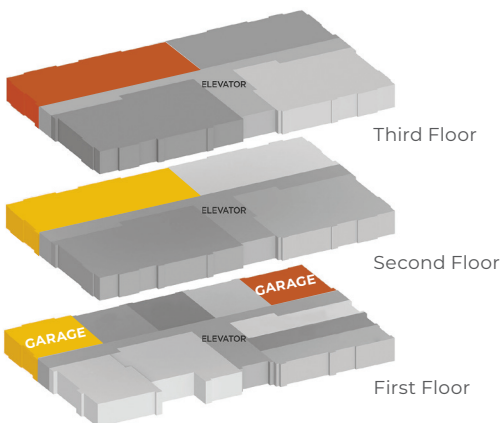 ELEVATOR
Third Floor
ELEVATOR
Second Floor
GARAGE
GARAGE
ELEVATOR
First Floor